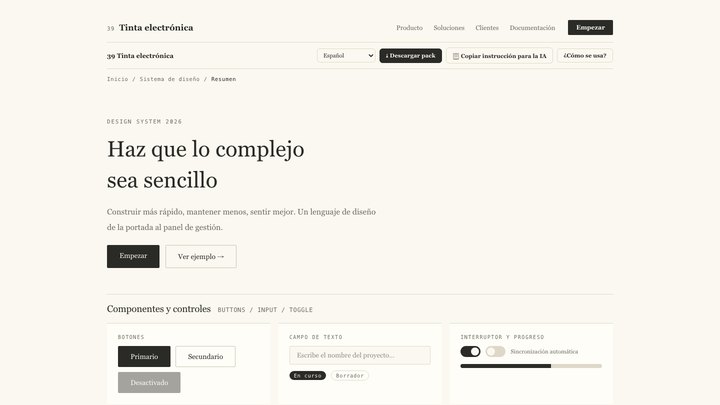 39 Tinta electrónica
Producto Soluciones Clientes Documentación Empezar
39 Tinta electrónica
Español ↓ Descargar pack 📋 Copiar instrucción para la IA ¿Cómo se usa?
Inicio / Sistema de diseño / Resumen
DESIGN SYSTEM 2026
Haz que lo complejo
sea sencillo
Construir más rápido, mantener menos, sentir mejor. Un lenguaje de diseño
de la portada al panel de gestión.
Empezar Ver ejemplo →
Componentes y controles BUTTONS / INPUT / TOGGLE
BOTONES
Primario Secundario
Desactivado
CAMPO DE TEXTO
Escribe el nombre del proyecto...
En curso Borrador
INTERRUPTOR Y PROGRESO
Sincronización automática